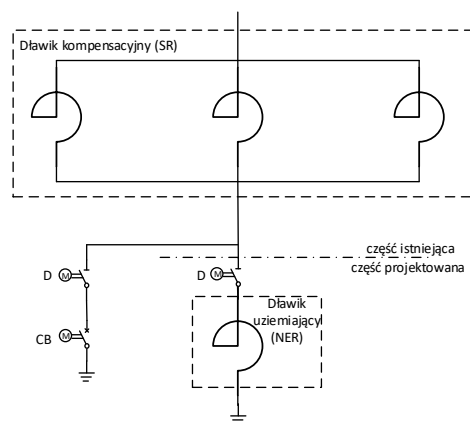 Dławik kompensacyjny (SR)
część istniejąca
część projektowana
D
M
D
M
Dławik
uziemiający
(NER)
CB
M